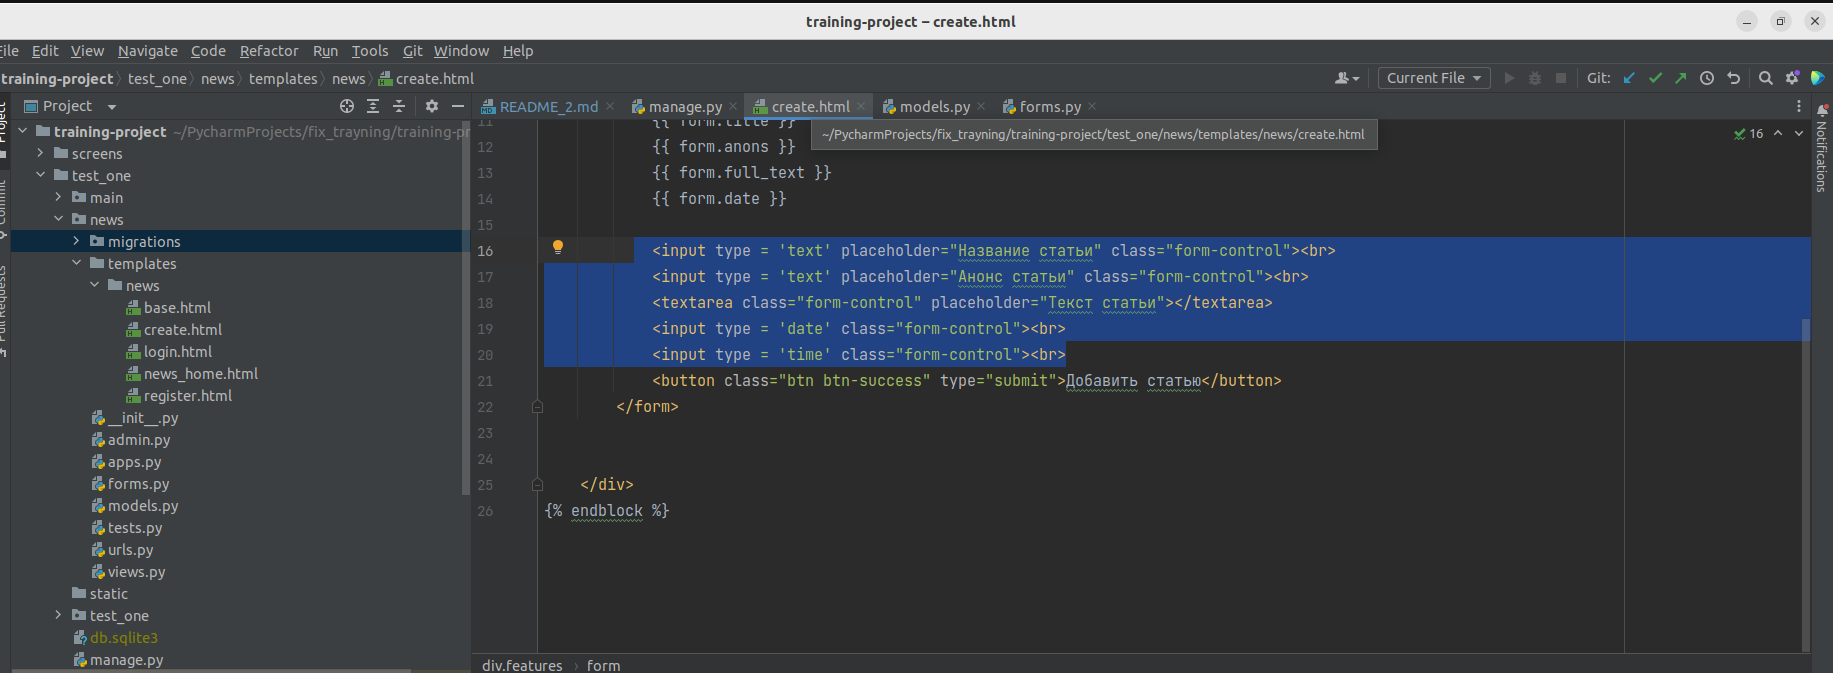 training-project – create.html
File Edit View Navigate Code Refactor Run Tools Git Window Help
training-project test_one news templates news create.html
Current File
Git:
Project
README_2.md manage.py create.html models.py forms.py
~/PycharmProjects/fix_trayning/training-project/test_one/news/templates/news/create.html
16
Notifications
Project
Commit
Pull Requests
training-project ~/PycharmProjects/fix_trayning/training-pr
screens
test_one
main
news
migrations
templates
news
base.html
create.html
login.html
news_home.html
register.html
__init__.py
admin.py
apps.py
forms.py
models.py
tests.py
urls.py
views.py
static
test_one
db.sqlite3
manage.py
11 {{ form.title }}
12 {{ form.anons }}
13 {{ form.full_text }}
14 {{ form.date }}
15
16 <input type = 'text' placeholder="Название статьи" class="form-control"><br>
17 <input type = 'text' placeholder="Анонс статьи" class="form-control"><br>
18 <textarea class="form-control" placeholder="Текст статьи"></textarea>
19 <input type = 'date' class="form-control"><br>
20 <input type = 'time' class="form-control"><br>
21 <button class="btn btn-success" type="submit">Добавить статью</button>
22 </form>
23
24
25 </div>
26 {% endblock %}
div.features form